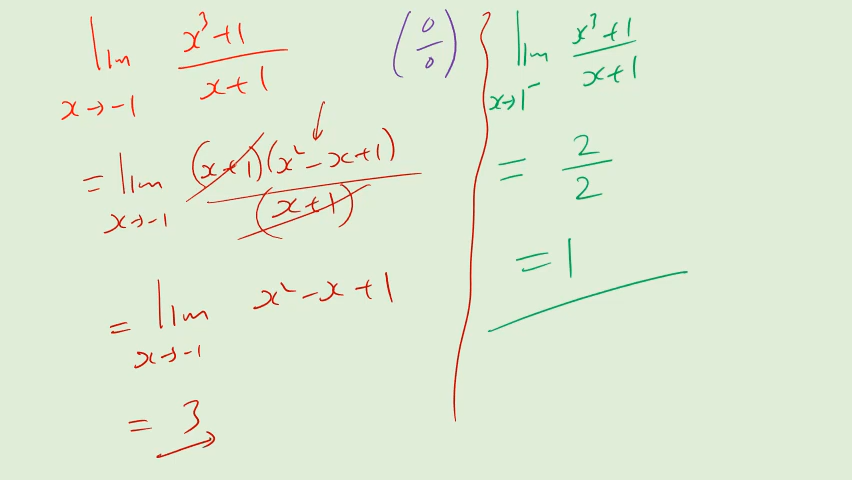 lim x→-1 (x³+1)/(x+1) (0/0)
= lim x→-1 (x+1)(x²-x+1)/(x+1)
= lim x→-1 x²-x+1
= 3
lim x→1⁻ (x³+1)/(x+1)
= 2/2
= 1